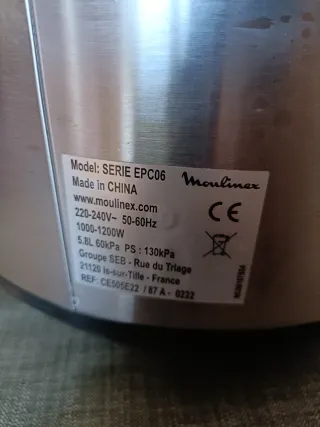 Model: SERIE EPC06
Moulinex
Made in CHINA
www.moulinex.com
220-240V~ 50-60Hz
1000-1200W
5.8L 60kPa PS : 130kPa
Groupe SEB - Rue du Triage
21120 Is-sur-Tille - France
REF: CE505E22 / 87 A - 0222
CE